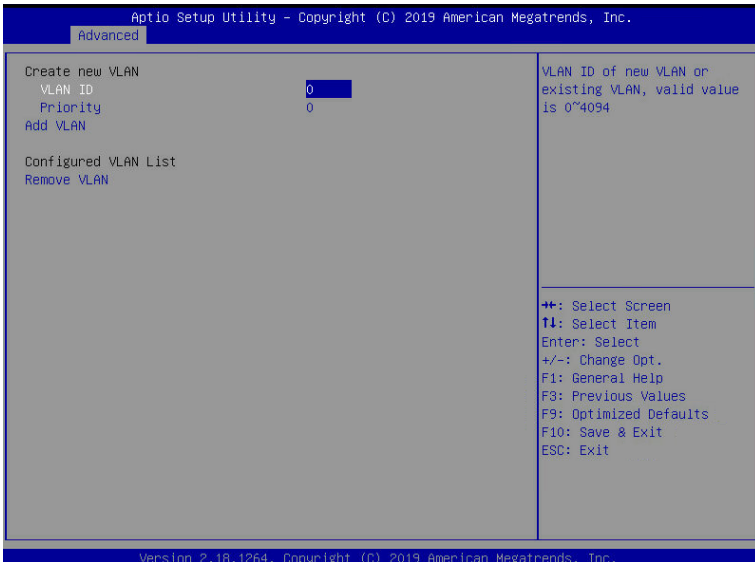 Aptio Setup Utility – Copyright (C) 2019 American Megatrends, Inc.
Advanced
Create new VLAN
VLAN ID 0
Priority 0
Add VLAN
Configured VLAN List
Remove VLAN
VLAN ID of new VLAN or
existing VLAN, valid value
is 0~4094
→←: Select Screen
↑↓: Select Item
Enter: Select
+/-: Change Opt.
F1: General Help
F3: Previous Values
F9: Optimized Defaults
F10: Save & Exit
ESC: Exit
Version 2.18.1264. Copyright (C) 2019 American Megatrends, Inc.